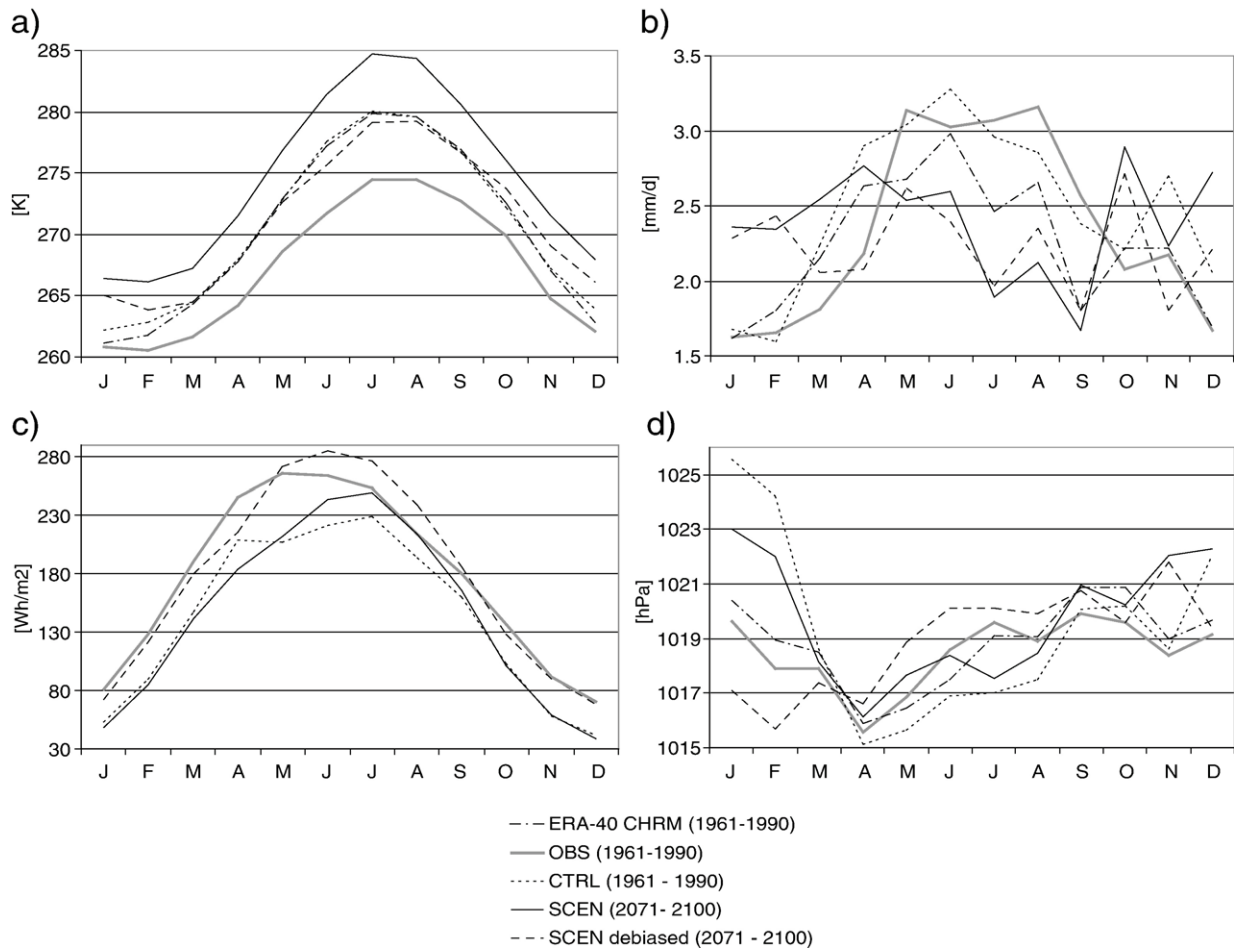 a)
285
280
275
[K]
270
265
260
J F M A M J J A S O N D
b)
3.5
3.0
[mm/d]
2.5
2.0
1.5
J F M A M J J A S O N D
c)
280
230
[Wh/m2]
180
130
80
30
J F M A M J J A S O N D
d)
1025
1023
1021
[hPa]
1019
1017
1015
J F M A M J J A S O N D
ERA-40 CHRM (1961-1990)
OBS (1961-1990)
CTRL (1961 - 1990)
SCEN (2071- 2100)
SCEN debiased (2071 - 2100)